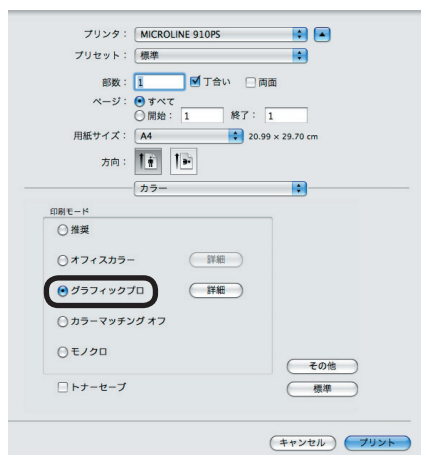 プリンタ： MICROLINE 910PS
プリセット： 標準
部数： 1 丁合い 両面
ページ： すべて
開始： 1 終了： 1
用紙サイズ： A4 20.99 × 29.70 cm
方向：
カラー
印刷モード
推奨
オフィスカラー 詳細
グラフィックプロ 詳細
カラーマッチング オフ
モノクロ
その他
トナーセーブ 標準
キャンセル プリント